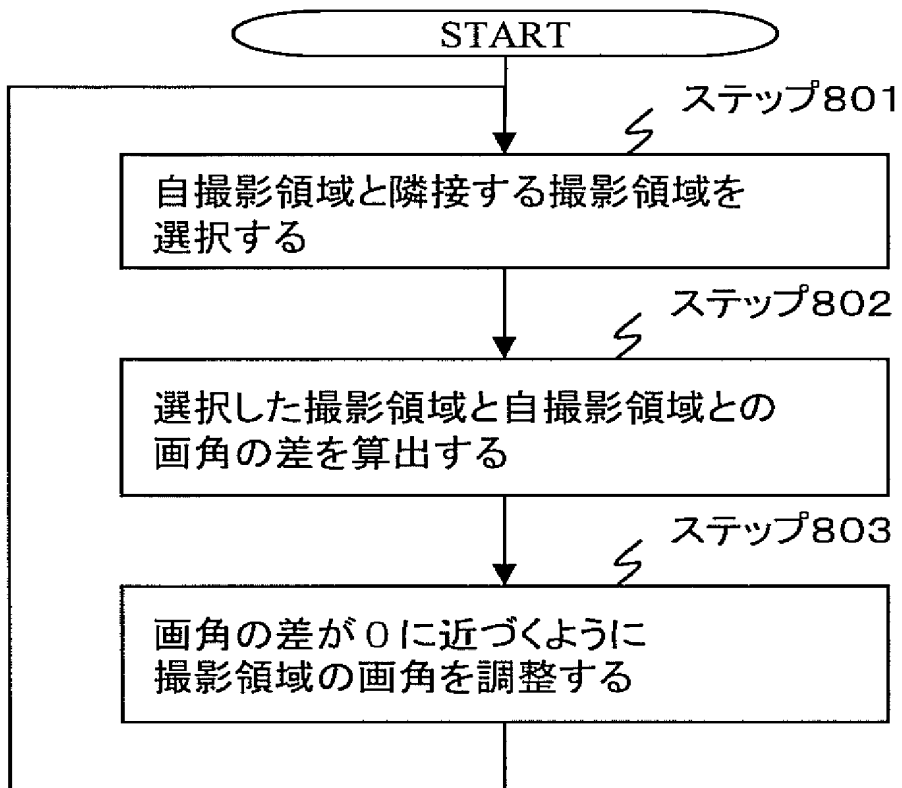 START
ステップ801
自撮影領域と隣接する撮影領域を
選択する
ステップ802
選択した撮影領域と自撮影領域との
画角の差を算出する
ステップ803
画角の差が0に近づくように
撮影領域の画角を調整する